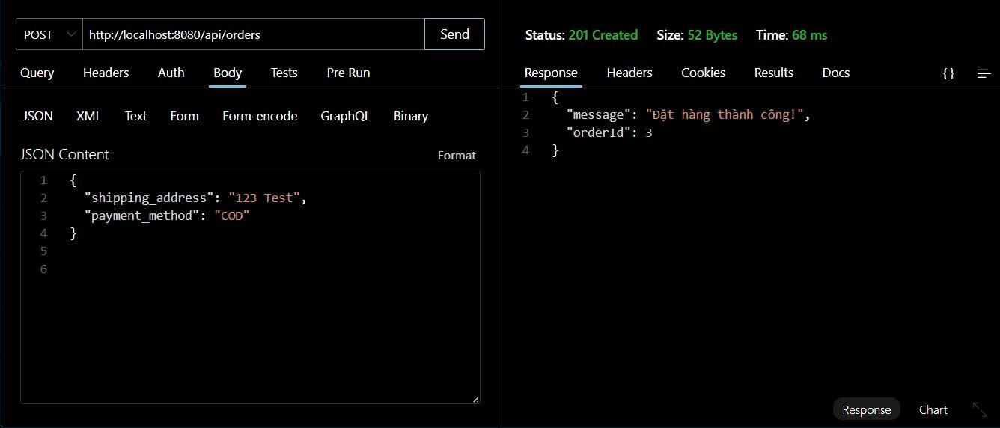 POST http://localhost:8080/api/orders Send
Query Headers Auth Body Tests Pre Run
JSON XML Text Form Form-encode GraphQL Binary
JSON Content Format
1 {
2 "shipping_address": "123 Test",
3 "payment_method": "COD"
4 }
5
6
Status: 201 Created Size: 52 Bytes Time: 68 ms
Response Headers Cookies Results Docs {}
1 {
2 "message": "Đặt hàng thành công!",
3 "orderId": 3
4 }
Response Chart